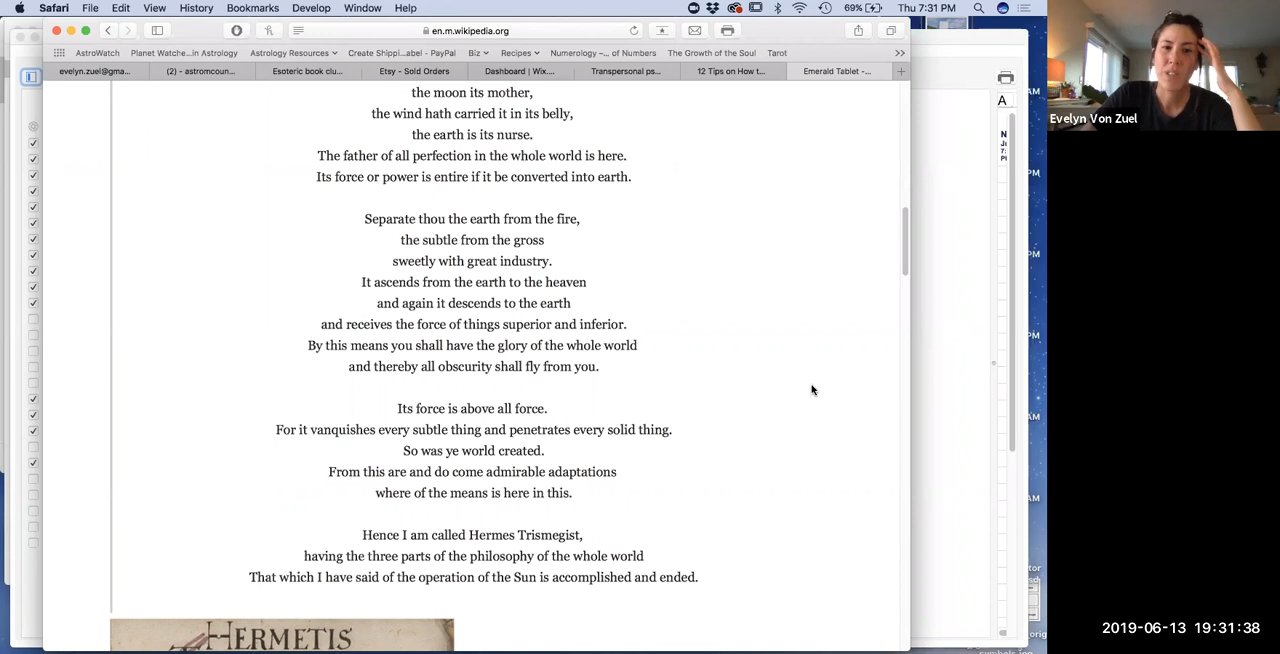 Safari File Edit View History Bookmarks Develop Window Help
69% Thu 7:31 PM
en.m.wikipedia.org
AstroWatch Planet Watche...in Astrology Astrology Resources Create Shippi...abel - PayPal Biz Recipes Numerology –... of Numbers The Growth of the Soul Tarot
evelyn.zuel@gma... (2) - astromcoun... Esoteric book clu... Etsy - Sold Orders Dashboard | Wix.... Transpersonal ps... 12 Tips on How t... Emerald Tablet -...
the moon its mother,
the wind hath carried it in its belly,
the earth is its nurse.
The father of all perfection in the whole world is here.
Its force or power is entire if it be converted into earth.
Separate thou the earth from the fire,
the subtle from the gross
sweetly with great industry.
It ascends from the earth to the heaven
and again it descends to the earth
and receives the force of things superior and inferior.
By this means you shall have the glory of the whole world
and thereby all obscurity shall fly from you.
Its force is above all force.
For it vanquishes every subtle thing and penetrates every solid thing.
So was ye world created.
From this are and do come admirable adaptations
where of the means is here in this.
Hence I am called Hermes Trismegist,
having the three parts of the philosophy of the whole world
That which I have said of the operation of the Sun is accomplished and ended.
HERMETIS
A
Evelyn Von Zuel
2019-06-13 19:31:38